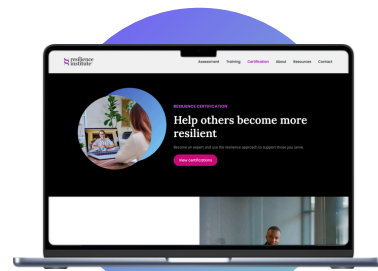 resilience
institute
Assessment Training Certification About Resources Contact
RESILIENCE CERTIFICATION
Help others become more
resilient
Become an expert and use the resilience approach to support those you serve.
View certifications